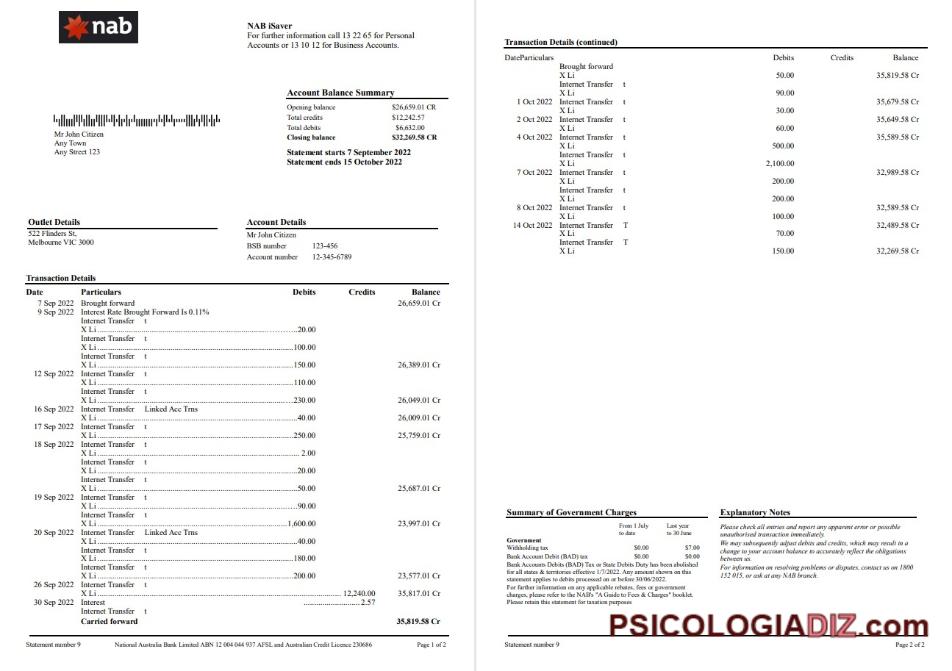 nab
NAB iSaver
For further information call 13 22 65 for Personal
Accounts or 13 10 12 for Business Accounts.
Account Balance Summary
Opening balance $26,659.01 CR
Total credits $12,242.57
Total debits $6,632.00
Closing balance $32,269.58 CR
Statement starts 7 September 2022
Statement ends 15 October 2022
Mr John Citizen
Any Town
Any Street 123
Outlet Details
522 Flinders St,
Melbourne VIC 3000
Account Details
Mr John Citizen
BSB number 123-456
Account number 12-345-6789
Transaction Details
Date Particulars Debits Credits Balance
7 Sep 2022 Brought forward 26,659.01 Cr
9 Sep 2022 Interest Rate Brought Forward Is 0.11%
Internet Transfer t
X Li 20.00
Internet Transfer t
X Li 100.00
Internet Transfer t
X Li 150.00 26,389.01 Cr
12 Sep 2022 Internet Transfer t
X Li 110.00
Internet Transfer t
X Li 230.00 26,049.01 Cr
16 Sep 2022 Internet Transfer Linked Acc Trns
X Li 40.00 26,009.01 Cr
17 Sep 2022 Internet Transfer t
X Li 250.00 25,759.01 Cr
18 Sep 2022 Internet Transfer t
X Li 2.00
Internet Transfer t
X Li 20.00
Internet Transfer t
X Li 50.00 25,687.01 Cr
19 Sep 2022 Internet Transfer t
X Li 90.00
Internet Transfer t
X Li 1,600.00 23,997.01 Cr
20 Sep 2022 Internet Transfer Linked Acc Trns
X Li 40.00
Internet Transfer t
X Li 180.00
Internet Transfer t
X Li 200.00 23,577.01 Cr
26 Sep 2022 Internet Transfer t
X Li 12,240.00 35,817.01 Cr
30 Sep 2022 Interest 2.57
Internet Transfer t
Carried forward 35,819.58 Cr
Statement number 9 National Australia Bank Limited ABN 12 004 044 937 AFSL and Australian Credit Licence 230686 Page 1 of 2
Transaction Details (continued)
DateParticulars Debits Credits Balance
Brought forward
X Li 50.00 35,819.58 Cr
Internet Transfer t
X Li 90.00
1 Oct 2022 Internet Transfer t 35,679.58 Cr
X Li 30.00
2 Oct 2022 Internet Transfer t 35,649.58 Cr
X Li 60.00
4 Oct 2022 Internet Transfer t 35,589.58 Cr
X Li 500.00
Internet Transfer t
X Li 2,100.00
7 Oct 2022 Internet Transfer t 32,989.58 Cr
X Li 200.00
Internet Transfer t
X Li 200.00
8 Oct 2022 Internet Transfer t 32,589.58 Cr
X Li 100.00
14 Oct 2022 Internet Transfer T 32,489.58 Cr
X Li 70.00
Internet Transfer T
X Li 150.00 32,269.58 Cr
Summary of Government Charges
From 1 July Last year
to date to 30 June
Government
Withholding tax $0.00 $7.00
Bank Account Debit (BAD) tax $0.00 $0.00
Bank Accounts Debits (BAD) Tax or State Debits Duty has been abolished
for all states & territories effective 1/7/2022. Any amount shown on this
statement applies to debits processed on or before 30/06/2022.
For further information on any applicable rebates, fees or government
charges, please refer to the NAB's "A Guide to Fees & Charges" booklet.
Please retain this statement for taxation purposes
Explanatory Notes
Please check all entries and report any apparent error or possible
unauthorised transaction immediately.
We may subsequently adjust debits and credits, which may result in a
change to your account balance to accurately reflect the obligations
between us.
For information on resolving problems or disputes, contact us on 1800
152 015, or ask at any NAB branch.
PSICOLOGIADIZ.com
Statement number 9 Page 2 of 2